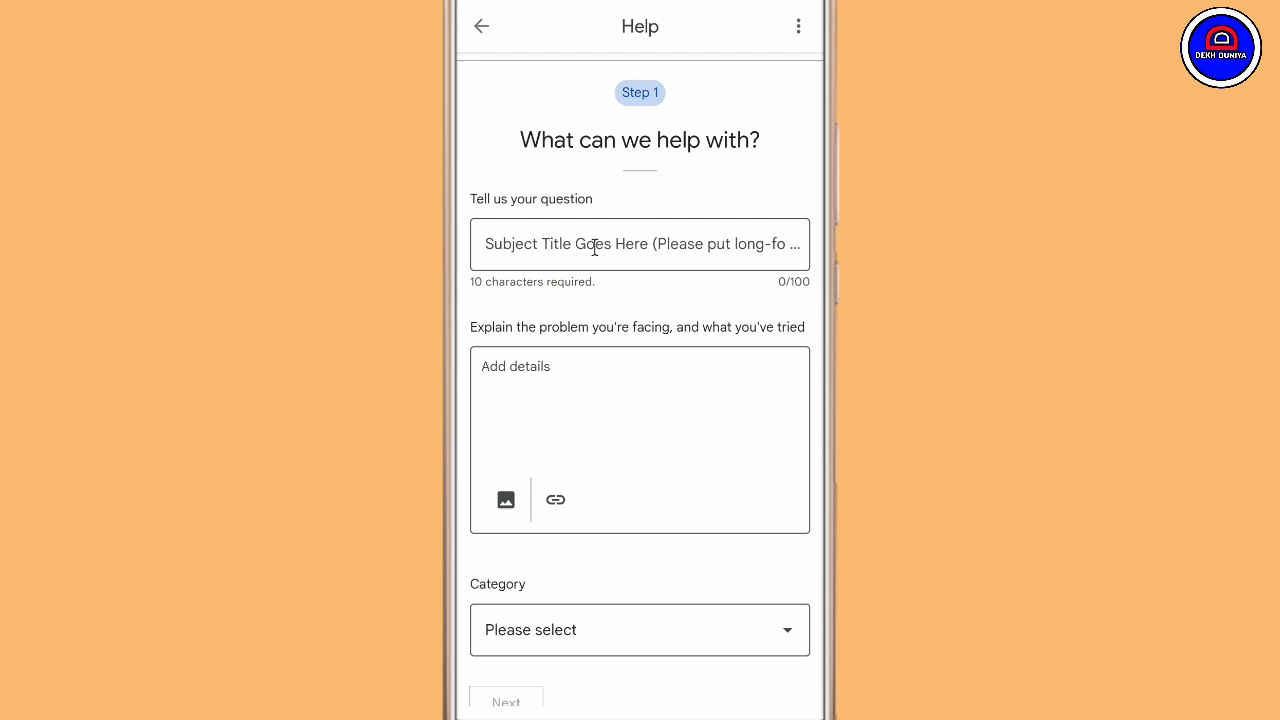 Help
DEKH DUNIYA
Step 1
What can we help with?
Tell us your question
Subject Title Goes Here (Please put long-fo ...
10 characters required.
0/100
Explain the problem you're facing, and what you've tried
Add details
Category
Please select
Next